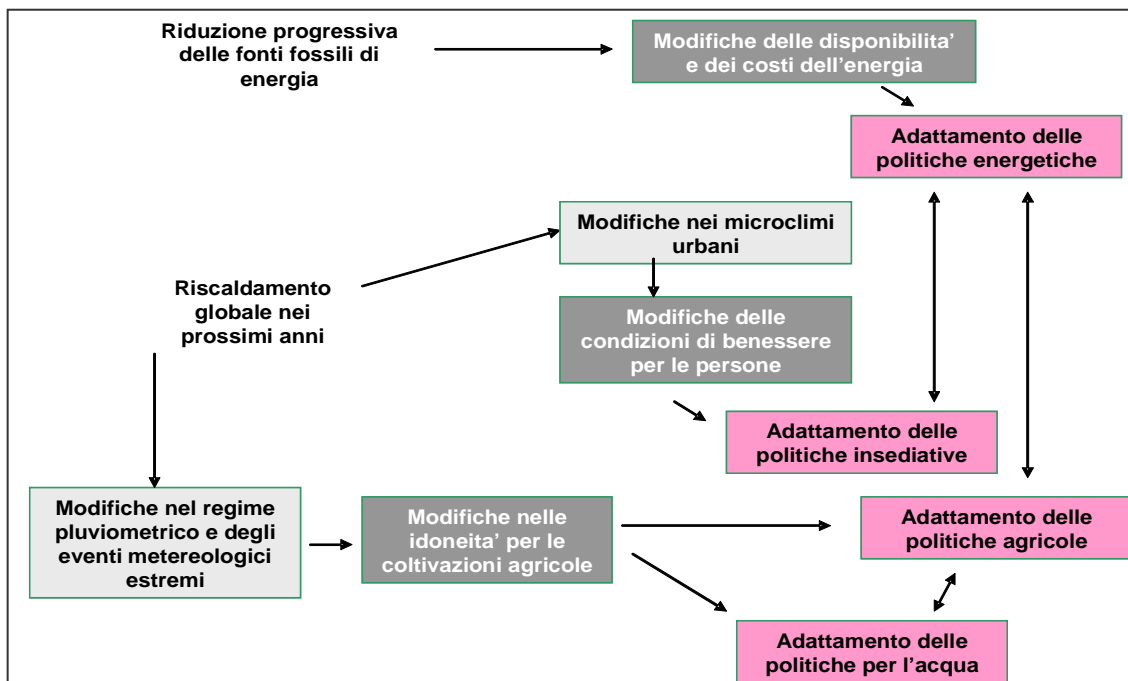 Riduzione progressiva
delle fonti fossili di
energia
Modifiche delle disponibilita’
e dei costi dell’energia
Adattamento delle
politiche energetiche
Modifiche nei microclimi
urbani
Riscaldamento
globale nei
prossimi anni
Modifiche delle
condizioni di benessere
per le persone
Adattamento delle
politiche insediative
Modifiche nel regime
pluviometrico e degli
eventi metereologici
estremi
Modifiche nelle
idoneita’ per le
coltivazioni agricole
Adattamento delle
politiche agricole
Adattamento delle
politiche per l’acqua